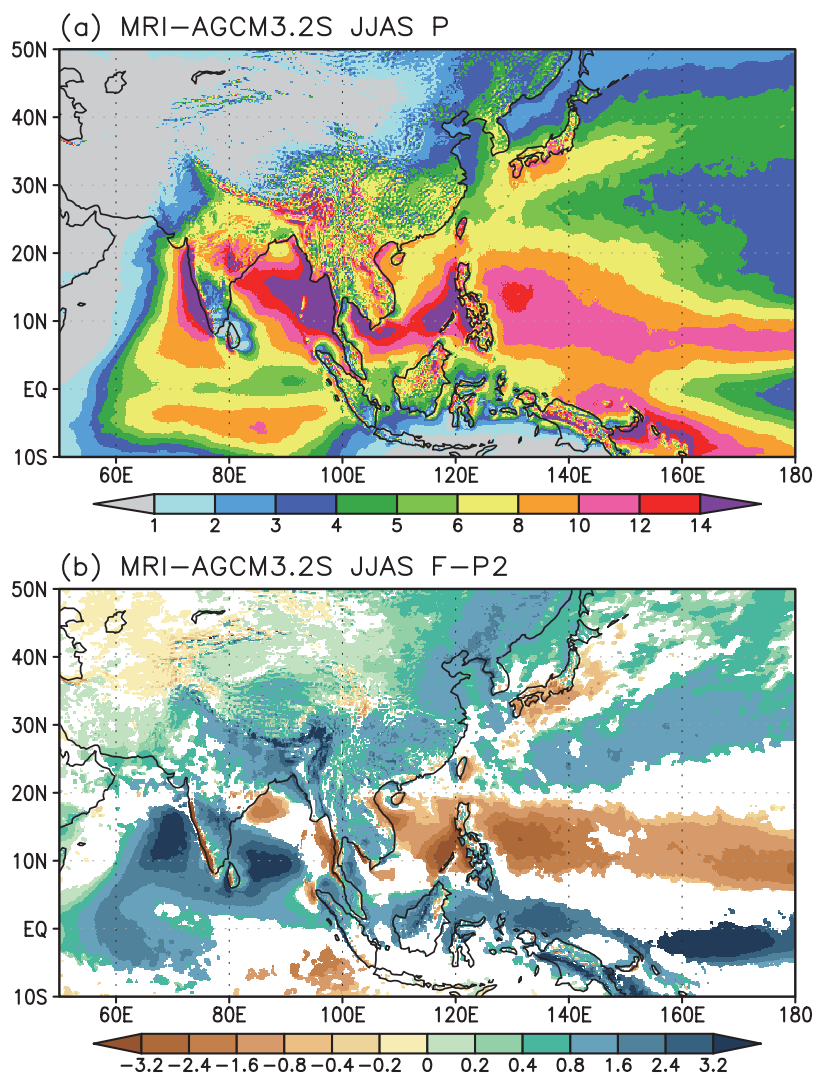 (a) MRI−AGCM3.2S JJAS P
50N
40N
30N
20N
10N
EQ
10S
60E 80E 100E 120E 140E 160E 180
1 2 3 4 5 6 8 10 12 14
(b) MRI−AGCM3.2S JJAS F−P2
50N
40N
30N
20N
10N
EQ
10S
60E 80E 100E 120E 140E 160E 180
−3.2 −2.4 −1.6 −0.8 −0.4 −0.2 0 0.2 0.4 0.8 1.6 2.4 3.2